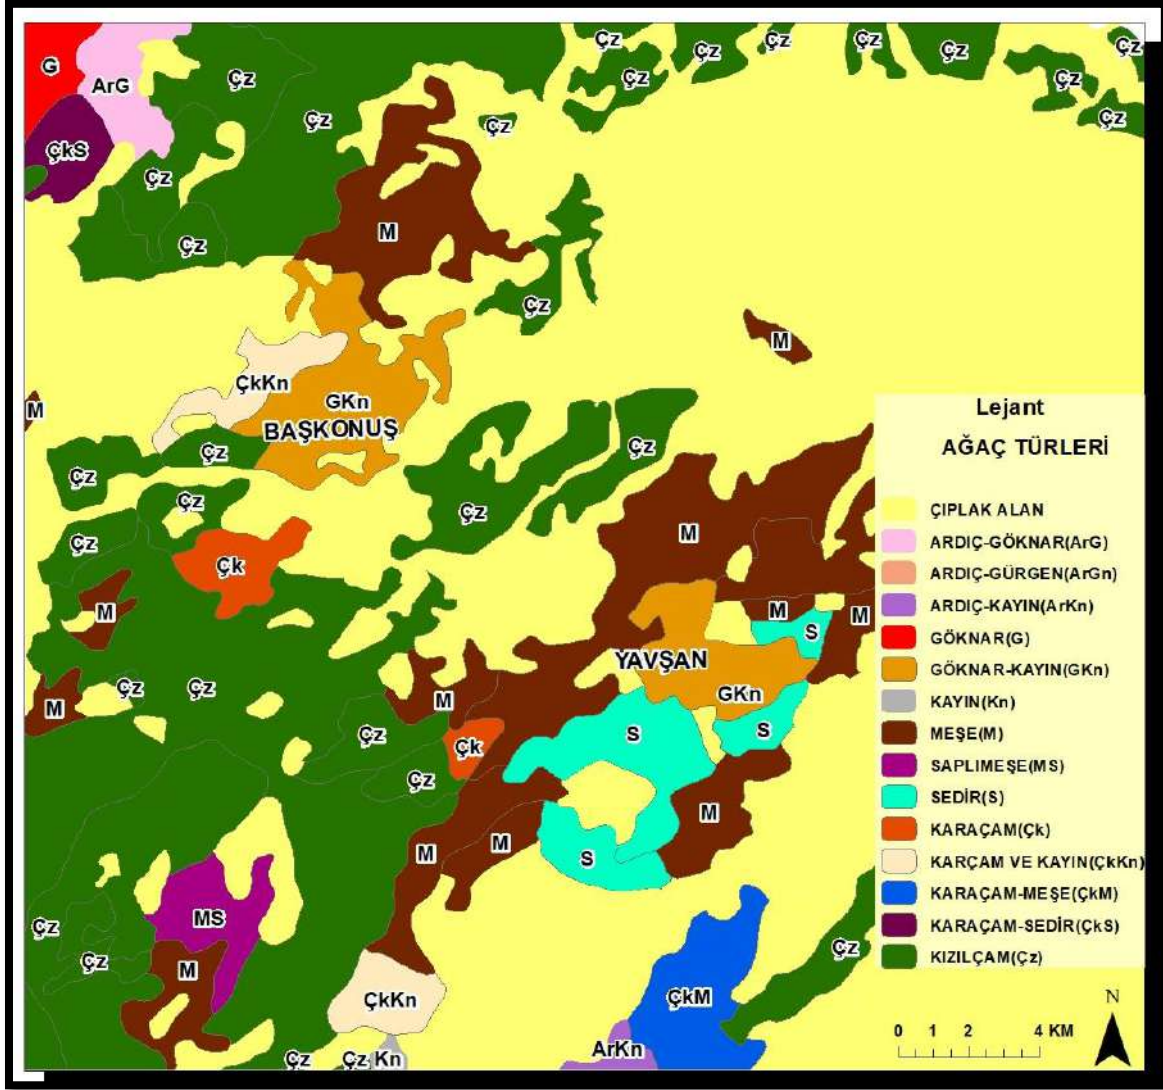 Çz
Çz
Çz
Çz
Çz
Çz
G
ArG
Çz
Çz
Çz
Çz
Çz
Çz
Çz
ÇkS
Çz
M
Çz
Çz
M
ÇkKn
GKn
M
BAŞKONUŞ
Çz
Çz
Çz
Çz
Çz
M
Çz
Çk
M
M
M
S
YAVŞAN
Çz
Çz
GKn
M
M
Çz
S
S
Çk
Çz
M
M
M
S
MS
Çz
Çz
M
Çz
ÇkKn
ÇkM
ArKn
Çz
Çz
Kn
Lejant
AĞAÇ TÜRLERİ
ÇIPLAK ALAN
ARDIÇ-GÖKNAR(ArG)
ARDIÇ-GÜRGEN(ArGn)
ARDIÇ-KAYIN(ArKn)
GÖKNAR(G)
GÖKNAR-KAYIN(GKn)
KAYIN(Kn)
MEŞE(M)
SAPLIMEŞE(MS)
SEDİR(S)
KARAÇAM(Çk)
KARÇAM VE KAYIN(ÇkKn)
KARAÇAM-MEŞE(ÇkM)
KARAÇAM-SEDİR(ÇkS)
KIZILÇAM(Çz)
N
0 1 2 4 KM